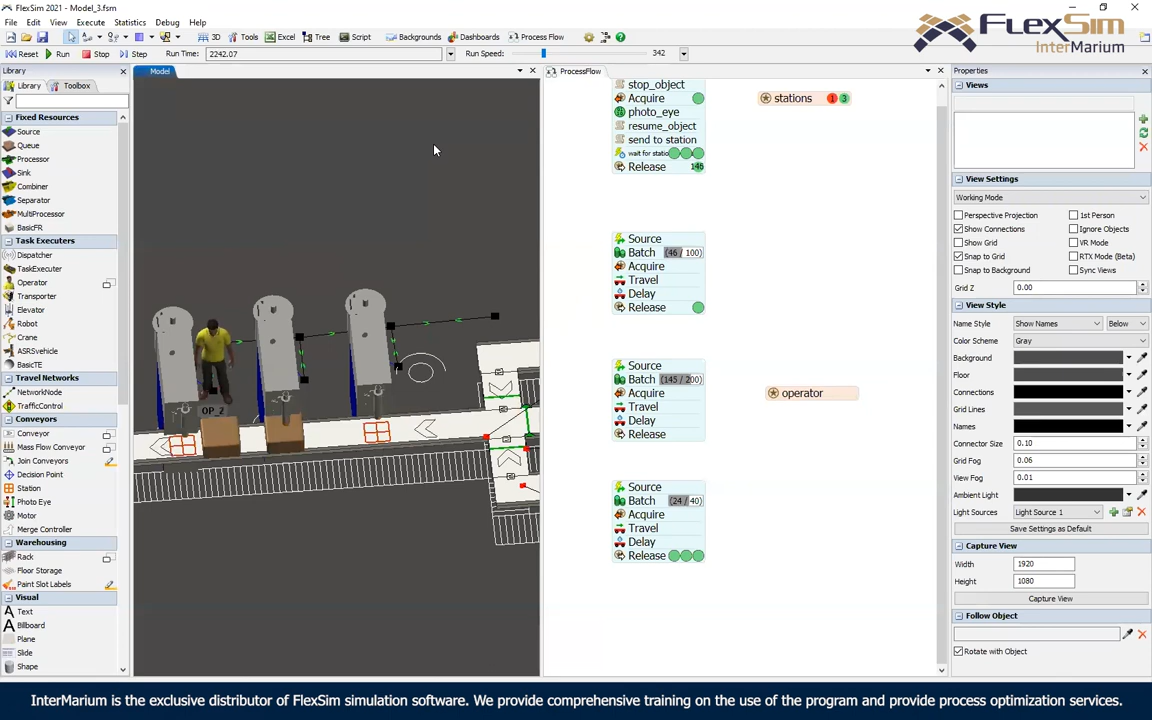 FlexSim 2021 - Model_3.fsm
File Edit View Execute Statistics Debug Help
3D Tools Excel Tree Script Backgrounds Dashboards Process Flow
Reset Run Stop Step Run Time: 2242.07 Run Speed: 342
FlexSim
InterMarium
Library
Library Toolbox
Fixed Resources
Source
Queue
Processor
Sink
Combiner
Separator
MultiProcessor
BasicFR
Task Executers
Dispatcher
TaskExecuter
Operator
Transporter
Elevator
Robot
Crane
ASRSvehicle
BasicTE
Travel Networks
NetworkNode
TrafficControl
Conveyors
Conveyor
Mass Flow Conveyor
Join Conveyors
Decision Point
Station
Photo Eye
Motor
Merge Controller
Warehousing
Rack
Floor Storage
Paint Slot Labels
Visual
Text
Billboard
Plane
Slide
Shape
Model
OP_2
ProcessFlow
stop_object
Acquire
photo_eye
resume_object
send to station
wait for statio
Release 146
stations 1 3
Source
Batch (46 / 100)
Acquire
Travel
Delay
Release
Source
Batch (145 / 200)
Acquire
Travel
Delay
Release
operator
Source
Batch (24 / 40)
Acquire
Travel
Delay
Release
Properties
Views
View Settings
Working Mode
Perspective Projection 1st Person
Show Connections Ignore Objects
Show Grid VR Mode
Snap to Grid RTX Mode (Beta)
Snap to Background Sync Views
Grid Z 0.00
View Style
Name Style Show Names Below
Color Scheme Gray
Background
Floor
Connections
Grid Lines
Names
Connector Size 0.10
Grid Fog 0.06
View Fog 0.01
Ambient Light
Light Sources Light Source 1
Save Settings as Default
Capture View
Width 1920
Height 1080
Capture View
Follow Object
Rotate with Object
InterMarium is the exclusive distributor of FlexSim simulation software. We provide comprehensive training on the use of the program and provide process optimization services.